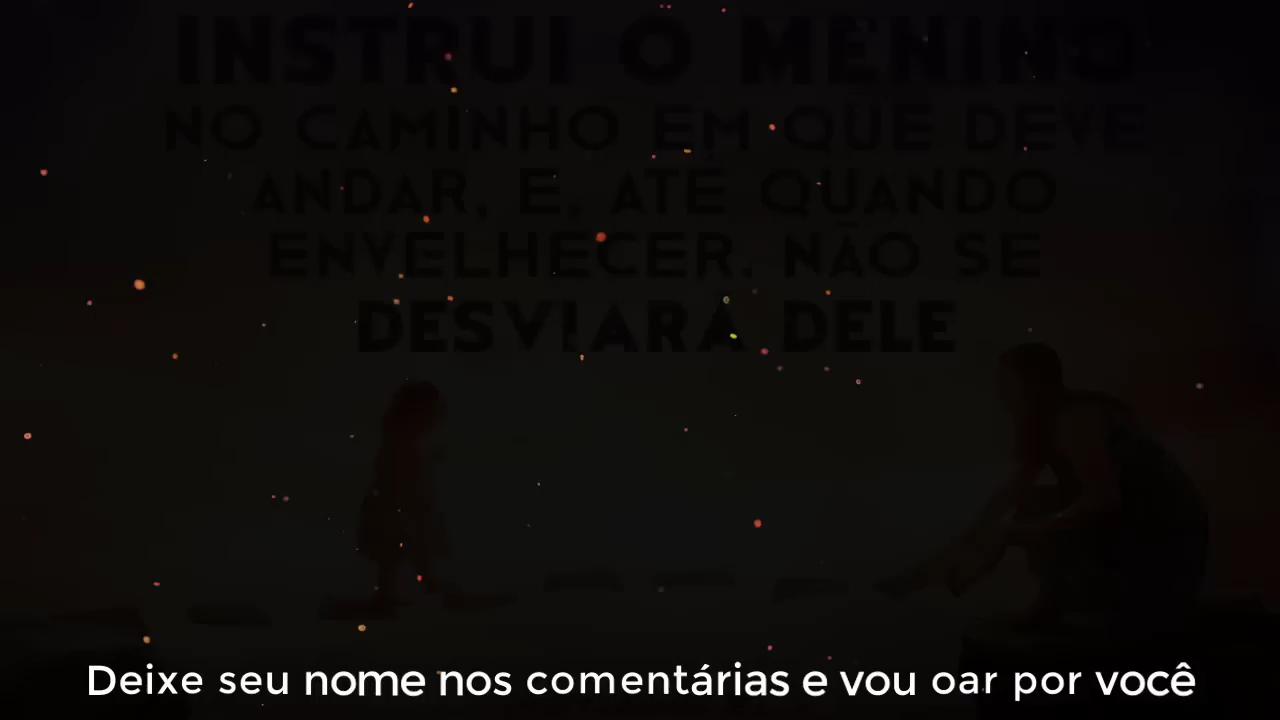 INSTRUI O MENINO
NO CAMINHO EM QUE DEVE
ANDAR, E, ATÉ QUANDO
ENVELHECER, NÃO SE
DESVIARÁ DELE
Deixe seu nome nos comentárias e vou oar por você